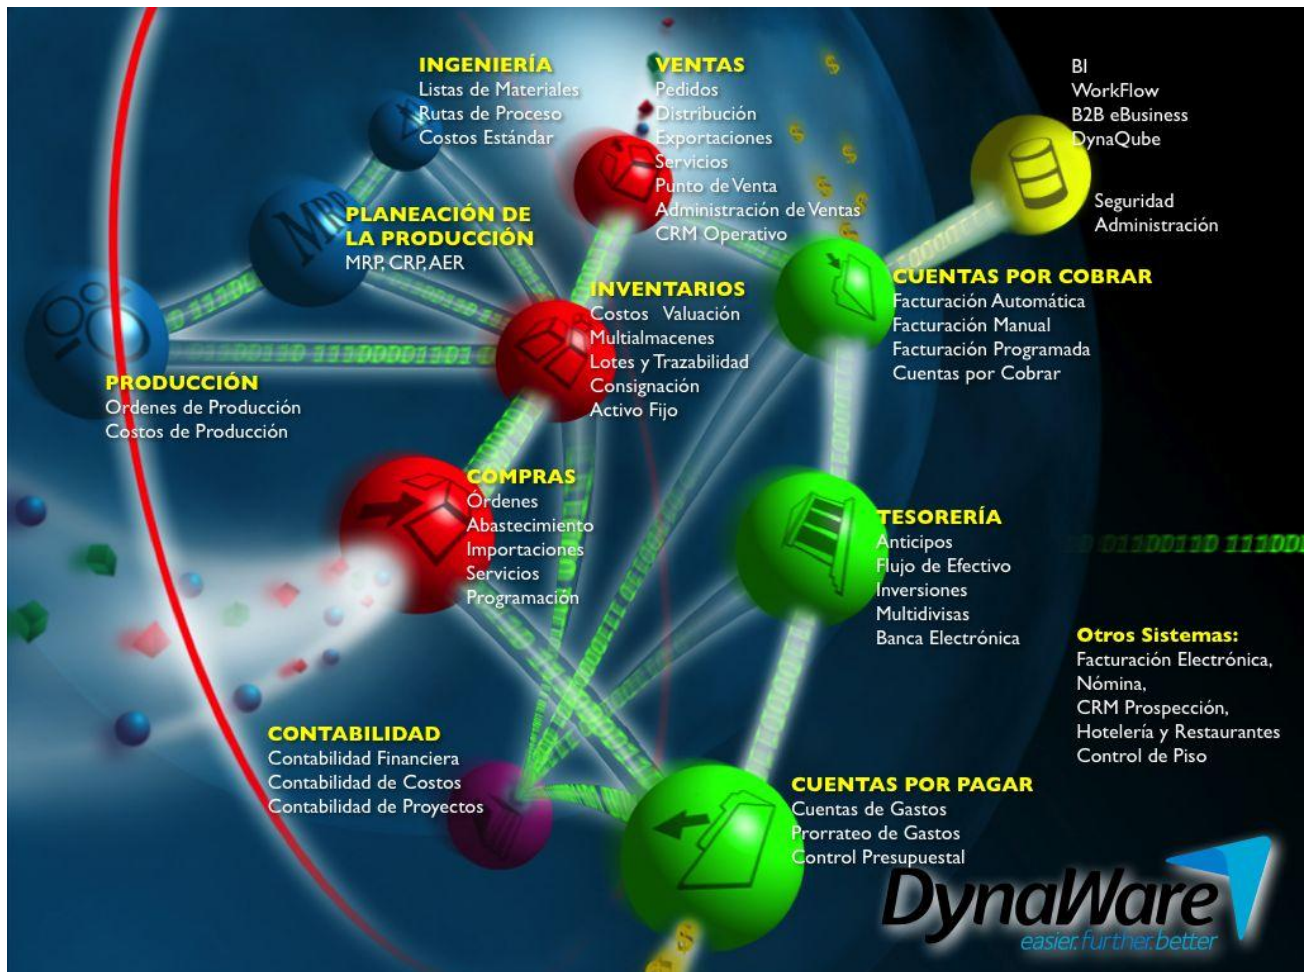 INGENIERÍA
Listas de Materiales
Rutas de Proceso
Costos Estándar
VENTAS
Pedidos
Distribución
Exportaciones
Servicios
Punto de Venta
Administración de Ventas
CRM Operativo
BI
WorkFlow
B2B eBusiness
DynaQube
Seguridad
Administración
MRP
PLANEACIÓN DE
LA PRODUCCIÓN
MRP, CRP, AER
INVENTARIOS
Costos Valuación
Multialmacenes
Lotes y Trazabilidad
Consignación
Activo Fijo
CUENTAS POR COBRAR
Facturación Automática
Facturación Manual
Facturación Programada
Cuentas por Cobrar
PRODUCCIÓN
Ordenes de Producción
Costos de Producción
COMPRAS
Órdenes
Abastecimiento
Importaciones
Servicios
Programación
TESORERÍA
Anticipos
Flujo de Efectivo
Inversiones
Multidivisas
Banca Electrónica
Otros Sistemas:
Facturación Electrónica,
Nómina,
CRM Prospección,
Hotelería y Restaurantes
Control de Piso
CONTABILIDAD
Contabilidad Financiera
Contabilidad de Costos
Contabilidad de Proyectos
CUENTAS POR PAGAR
Cuentas de Gastos
Prorrateo de Gastos
Control Presupuestal
DynaWare
easier.further.better